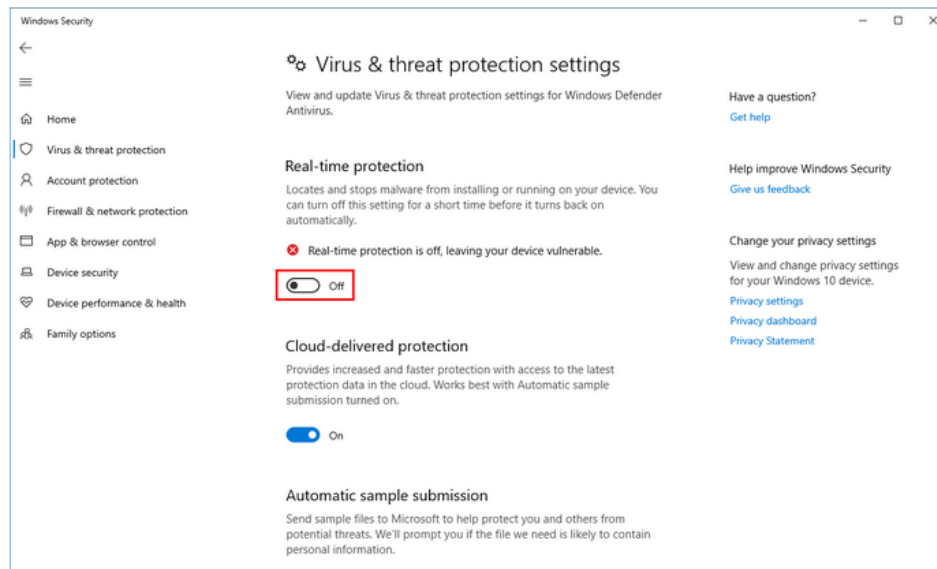 Windows Security
Home
Virus & threat protection
Account protection
Firewall & network protection
App & browser control
Device security
Device performance & health
Family options
Virus & threat protection settings
View and update Virus & threat protection settings for Windows Defender
Antivirus.
Real-time protection
Locates and stops malware from installing or running on your device. You
can turn off this setting for a short time before it turns back on
automatically.
Real-time protection is off, leaving your device vulnerable.
Off
Cloud-delivered protection
Provides increased and faster protection with access to the latest
protection data in the cloud. Works best with Automatic sample
submission turned on.
On
Automatic sample submission
Send sample files to Microsoft to help protect you and others from
potential threats. We'll prompt you if the file we need is likely to contain
personal information.
Have a question?
Get help
Help improve Windows Security
Give us feedback
Change your privacy settings
View and change privacy settings
for your Windows 10 device.
Privacy settings
Privacy dashboard
Privacy Statement